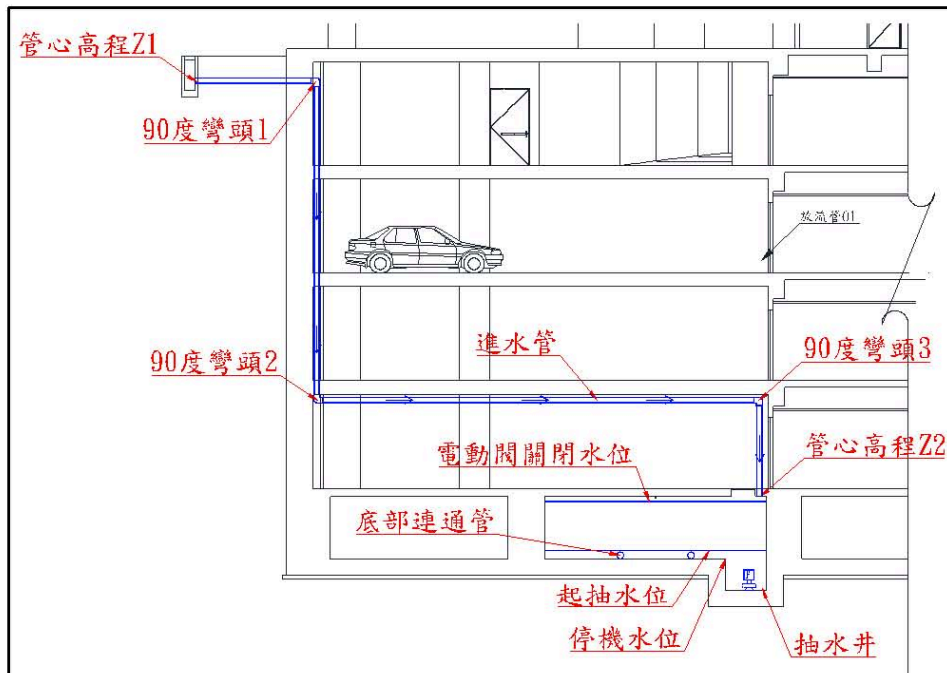 管心高程Z1
90度彎頭1
放流管01
90度彎頭2
進水管
90度彎頭3
電動閥關閉水位
管心高程Z2
底部連通管
起抽水位
停機水位
抽水井